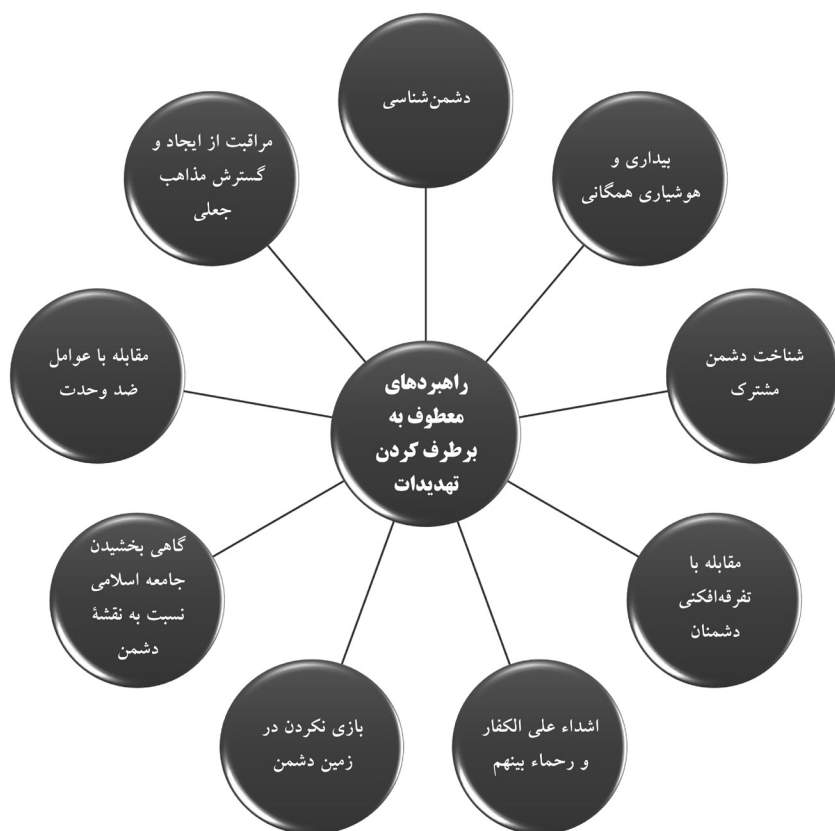 دشمن‌شناسی
بیداری و
هوشیاری همگانی
شناخت دشمن
مشترک
مقابله با
تفرقه‌افکنی
دشمنان
اشداء علی الکفار
و رحماء بینهم
بازی نکردن در
زمین دشمن
گاهی بخشیدن
جامعه اسلامی
نسبت به نقشهٔ
دشمن
مقابله با عوامل
ضد وحدت
مراقبت از ایجاد و
گسترش مذاهب
جعلی
راهبردهای
معطوف به
برطرف کردن
تهدیدات